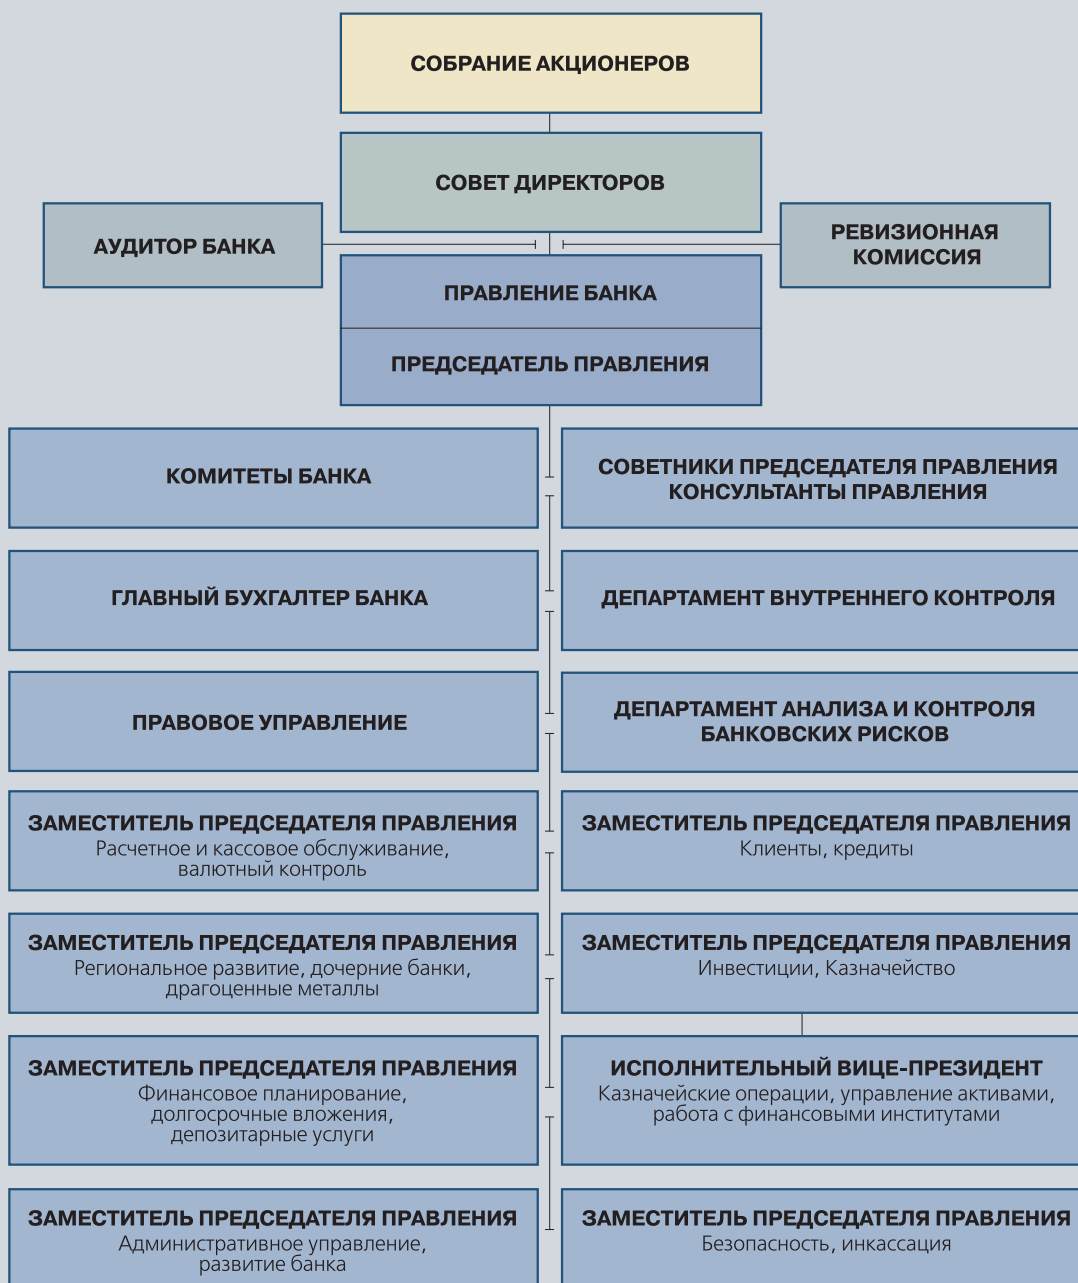 СОБРАНИЕ АКЦИОНЕРОВ
СОВЕТ ДИРЕКТОРОВ
АУДИТОР БАНКА
РЕВИЗИОННАЯ
КОМИССИЯ
ПРАВЛЕНИЕ БАНКА
ПРЕДСЕДАТЕЛЬ ПРАВЛЕНИЯ
КОМИТЕТЫ БАНКА
СОВЕТНИКИ ПРЕДСЕДАТЕЛЯ ПРАВЛЕНИЯ
КОНСУЛЬТАНТЫ ПРАВЛЕНИЯ
ГЛАВНЫЙ БУХГАЛТЕР БАНКА
ДЕПАРТАМЕНТ ВНУТРЕННЕГО КОНТРОЛЯ
ПРАВОВОЕ УПРАВЛЕНИЕ
ДЕПАРТАМЕНТ АНАЛИЗА И КОНТРОЛЯ
БАНКОВСКИХ РИСКОВ
ЗАМЕСТИТЕЛЬ ПРЕДСЕДАТЕЛЯ ПРАВЛЕНИЯ
Расчетное и кассовое обслуживание,
валютный контроль
ЗАМЕСТИТЕЛЬ ПРЕДСЕДАТЕЛЯ ПРАВЛЕНИЯ
Клиенты, кредиты
ЗАМЕСТИТЕЛЬ ПРЕДСЕДАТЕЛЯ ПРАВЛЕНИЯ
Региональное развитие, дочерние банки,
драгоценные металлы
ЗАМЕСТИТЕЛЬ ПРЕДСЕДАТЕЛЯ ПРАВЛЕНИЯ
Инвестиции, Казначейство
ЗАМЕСТИТЕЛЬ ПРЕДСЕДАТЕЛЯ ПРАВЛЕНИЯ
Финансовое планирование,
долгосрочные вложения,
депозитарные услуги
ИСПОЛНИТЕЛЬНЫЙ ВИЦЕ-ПРЕЗИДЕНТ
Казначейские операции, управление активами,
работа с финансовыми институтами
ЗАМЕСТИТЕЛЬ ПРЕДСЕДАТЕЛЯ ПРАВЛЕНИЯ
Административное управление,
развитие банка
ЗАМЕСТИТЕЛЬ ПРЕДСЕДАТЕЛЯ ПРАВЛЕНИЯ
Безопасность, инкассация